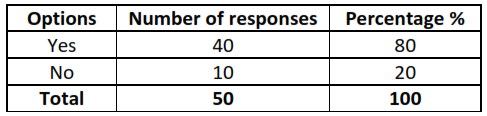 Options Number of responses Percentage %
Yes 40 80
No 10 20
Total 50 100